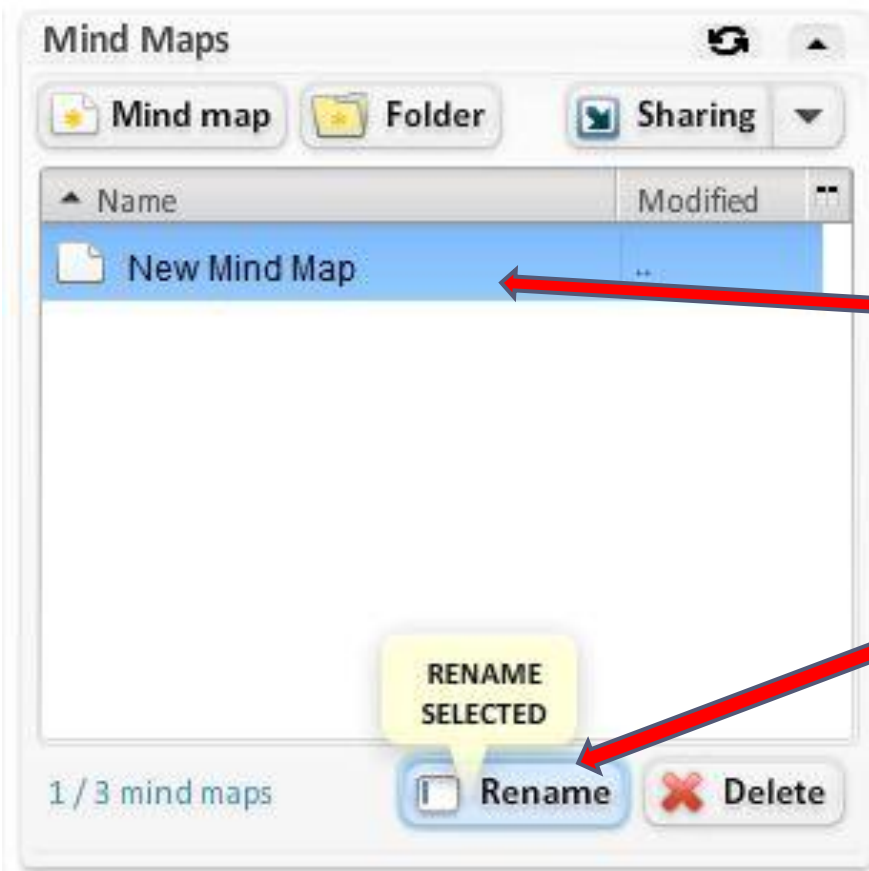 Mind Maps
Mind map Folder Sharing
Name Modified
New Mind Map ..
RENAME
SELECTED
1 / 3 mind maps Rename Delete